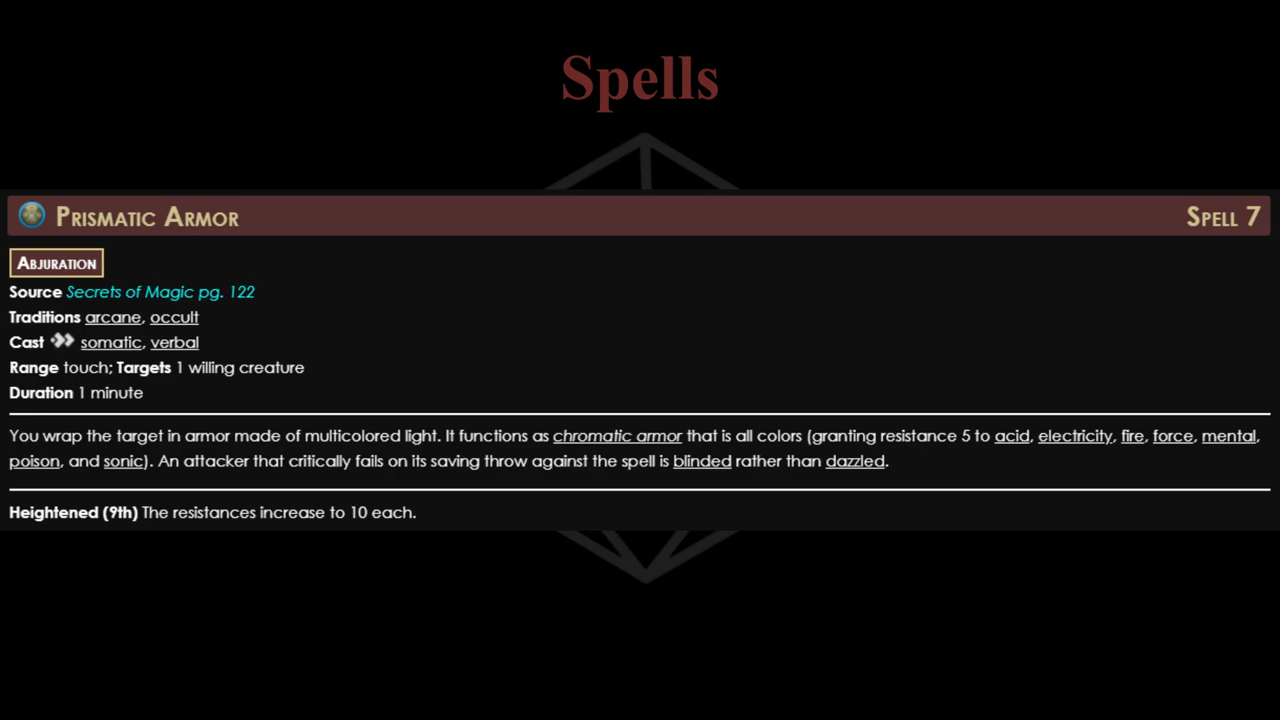 Spells
Prismatic Armor Spell 7
Abjuration
Source Secrets of Magic pg. 122
Traditions arcane, occult
Cast somatic, verbal
Range touch; Targets 1 willing creature
Duration 1 minute
You wrap the target in armor made of multicolored light. It functions as chromatic armor that is all colors (granting resistance 5 to acid, electricity, fire, force, mental,
poison, and sonic). An attacker that critically fails on its saving throw against the spell is blinded rather than dazzled.
Heightened (9th) The resistances increase to 10 each.